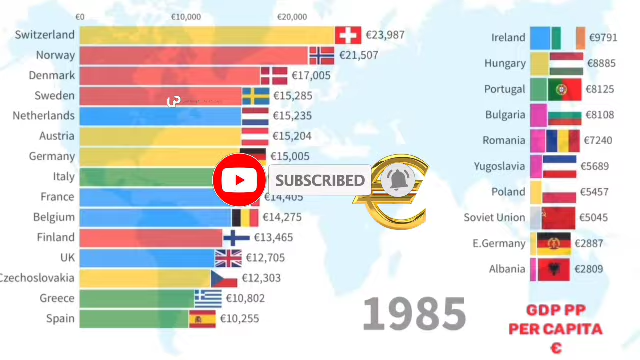 €0 €10,000 €20,000
Switzerland €23,987
Norway €21,507
Denmark €17,005
Sweden €15,285
Netherlands €15,235
Austria €15,204
Germany €15,005
Italy
France €14,405
Belgium €14,275
Finland €13,465
UK €12,705
Czechoslovakia €12,303
Greece €10,802
Spain €10,255
SUBSCRIBED
€
Ireland €9791
Hungary €8885
Portugal €8125
Bulgaria €8108
Romania €7240
Yugoslavia €5689
Poland €5457
Soviet Union €5045
E.Germany €2887
Albania €2809
1985
GDP PP
PER CAPITA
€